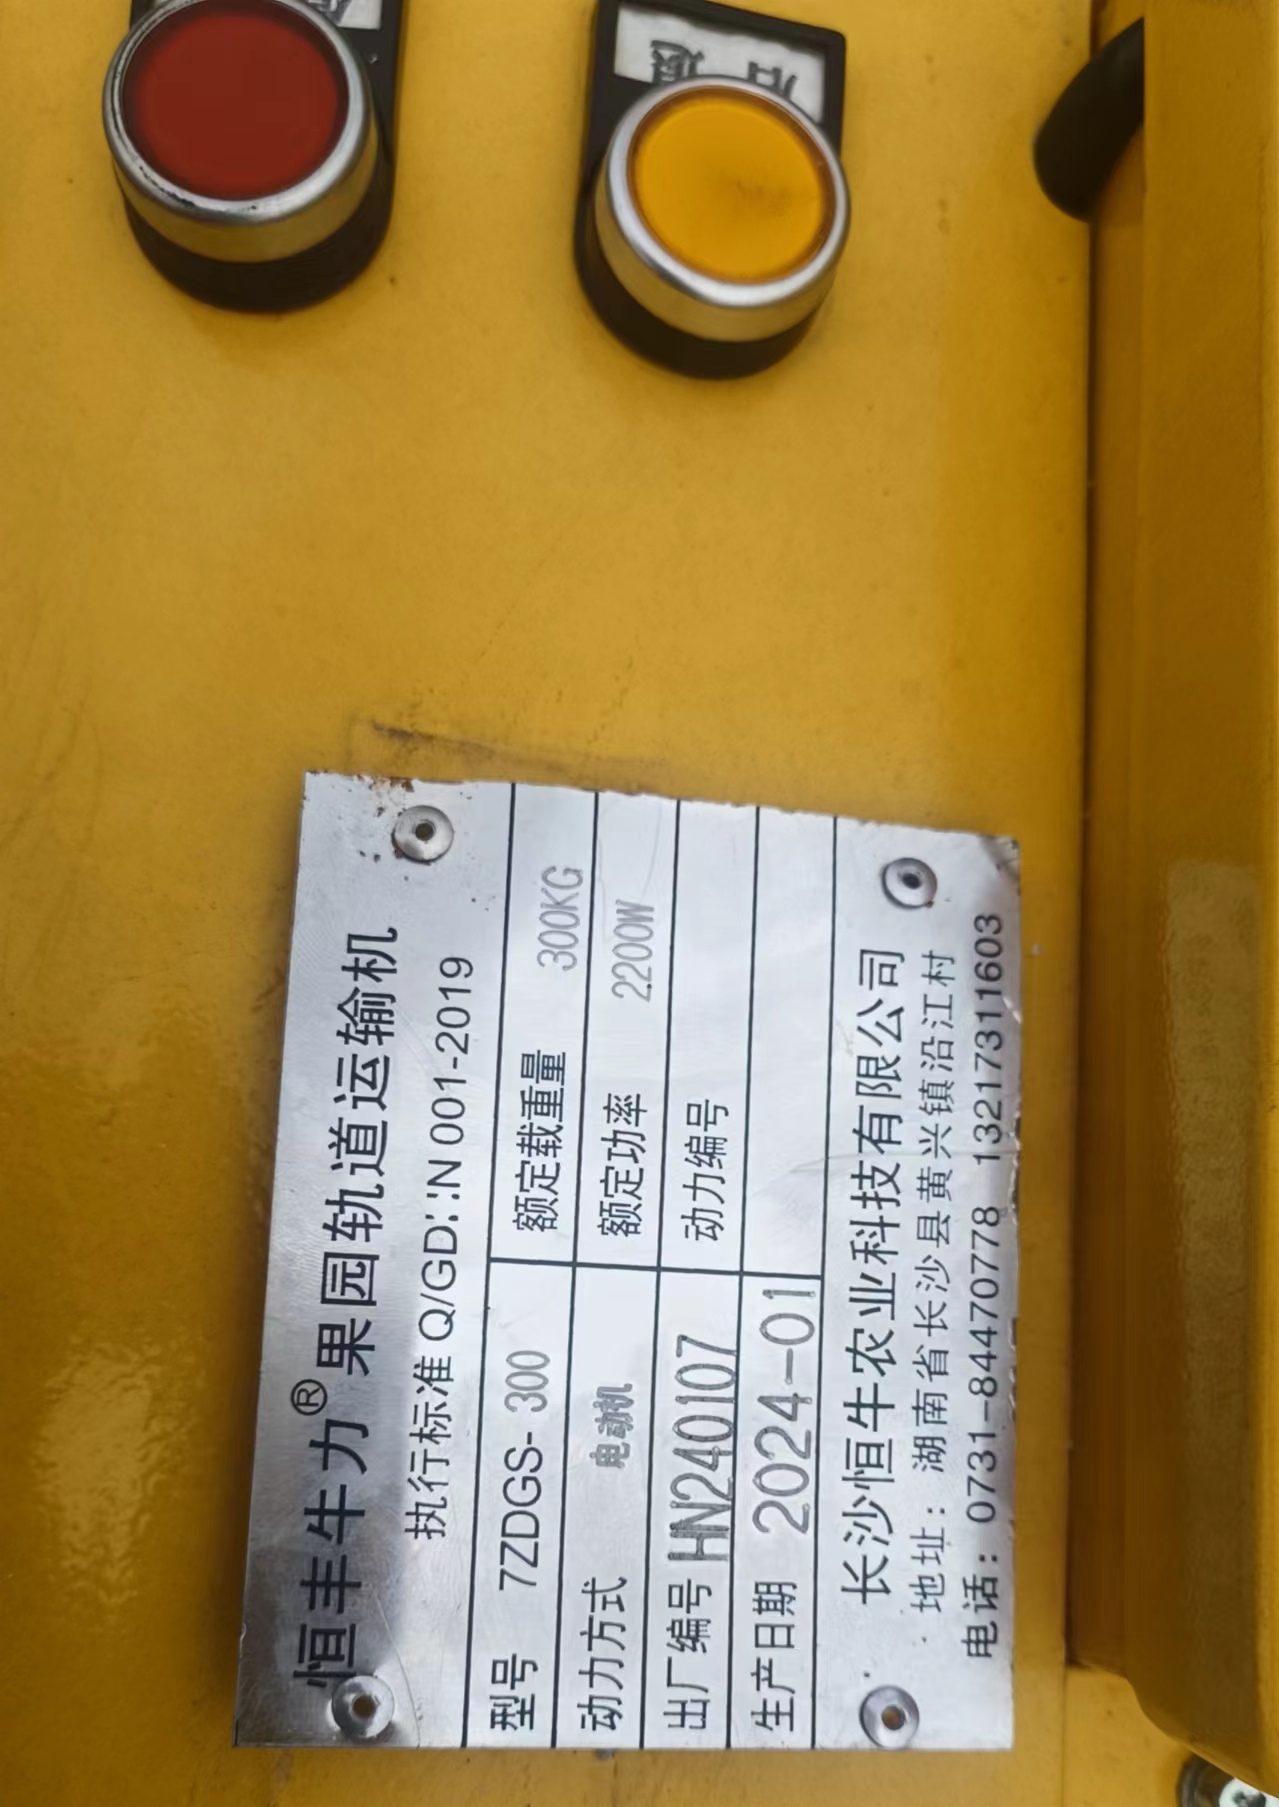 恒丰牛力® 果园轨道运输机
执行标准 Q/GD
N 001-2019
型号 7ZDGS-300 额定载重量 300KG
动力方式 电动机 额定功率 2200W
出厂编号 HN240107 动力编号
生产日期 2024-01
长沙恒牛农业科技有限公司
地址：湖南省长沙县黄兴镇沿江村
电话：0731-84470778 13217311603